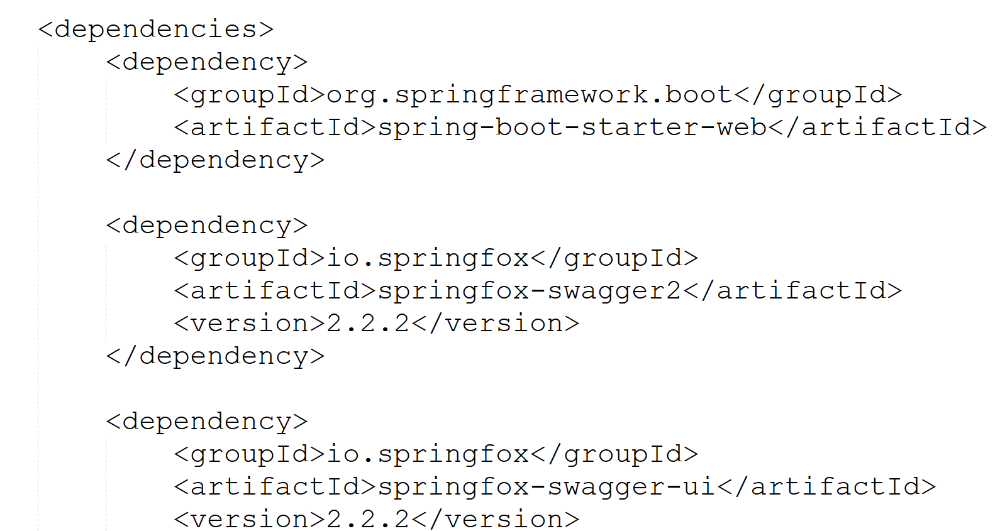 <dependencies>
<dependency>
<groupId>org.springframework.boot</groupId>
<artifactId>spring-boot-starter-web</artifactId>
</dependency>
<dependency>
<groupId>io.springfox</groupId>
<artifactId>springfox-swagger2</artifactId>
<version>2.2.2</version>
</dependency>
<dependency>
<groupId>io.springfox</groupId>
<artifactId>springfox-swagger-ui</artifactId>
<version>2.2.2</version>